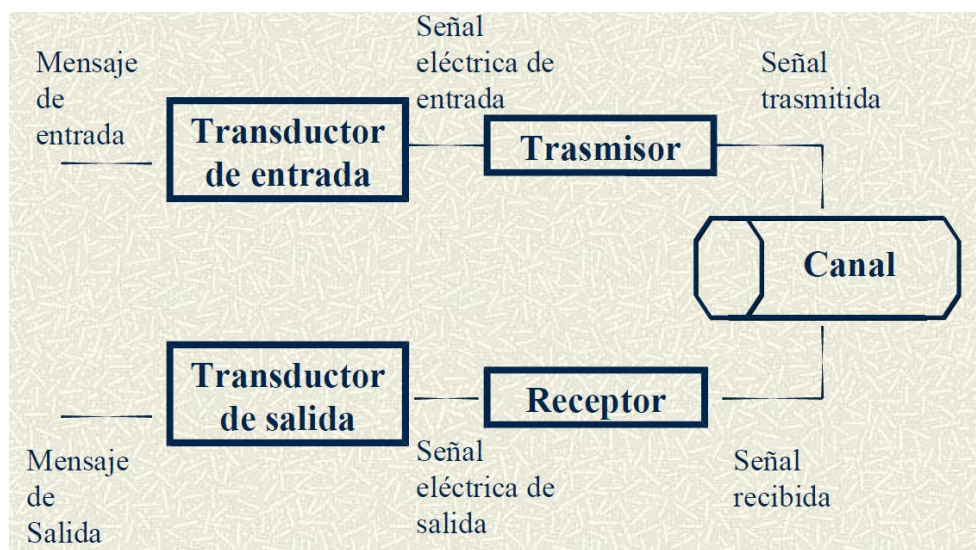 Mensaje
de
entrada
Transductor
de entrada
Señal
eléctrica de
entrada
Trasmisor
Señal
trasmitida
Canal
Transductor
de salida
Receptor
Mensaje
de
Salida
Señal
eléctrica de
salida
Señal
recibida